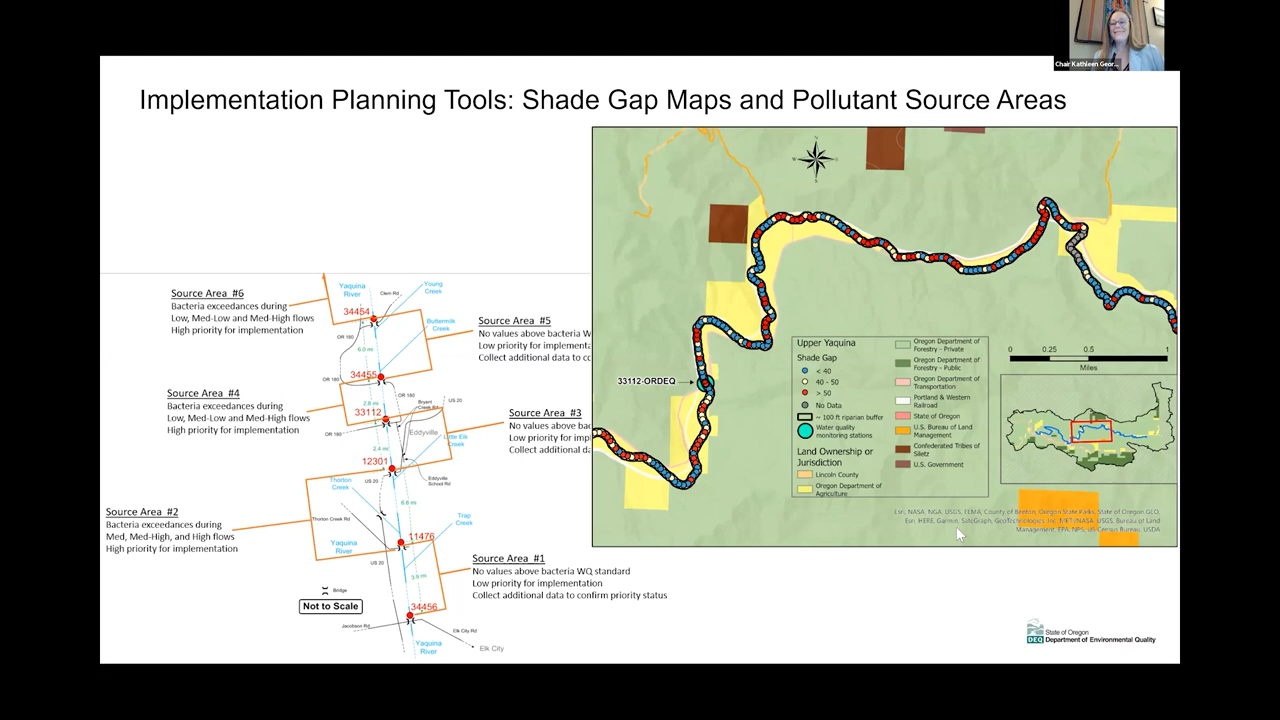 Chair Kathleen Geor...
Implementation Planning Tools: Shade Gap Maps and Pollutant Source Areas
Source Area #6
Bacteria exceedances during
Low, Med-Low and Med-High flows
High priority for implementation
Source Area #5
No values above bacteria W
Low priority for implementa
Collect additional data to cc
Source Area #4
Bacteria exceedances during
Low, Med-Low and Med-High flows
High priority for implementation
Source Area #3
No values above bac
Low priority for impl
Collect additional da
Source Area #2
Bacteria exceedances during
Med, Med-High, and High flows
High priority for implementation
Source Area #1
No values above bacteria WQ standard
Low priority for implementation
Collect additional data to confirm priority status
Yaquina
River
Clem Rd
Young
Creek
34454
Buttermilk
Creek
OR 180
6.0 mi
34455
OR 180
2.8 mi
OR 180
Bryant
Creek Rd
US 20
33112
OR 180
Eddyville
Little Elk
Creek
2.4 mi
12301
US 20
Eddyville
School Rd
Thorton
Creek
6.8 mi
Thorton Creek Rd
Trap
Creek
Yaquina
River
11476
US 20
3.9 mi
Bridge
Not to Scale
34456
Jacobson Rd
Elk City Rd
Yaquina
River
Elk City
N
W
E
S
33112-ORDEQ
Upper Yaquina
Shade Gap
< 40
40 - 50
> 50
No Data
~ 100 ft riparian buffer
Water quality
monitoring stations
Land Ownership or
Jurisdiction
Lincoln County
Oregon Department of
Agriculture
Oregon Department of
Forestry - Private
Oregon Department of
Forestry - Public
Oregon Department of
Transportation
Portland & Western
Railroad
State of Oregon
U.S. Bureau of Land
Management
Confederated Tribes of
Siletz
U.S. Government
0 0.25 0.5 1
Miles
Esri, NASA, NGA, USGS, FEMA, County of Benton, Oregon State Parks, State of Oregon GEO,
Esri, HERE, Garmin, SafeGraph, GeoTechnologies, Inc, METI/NASA, USGS, Bureau of Land
Management, EPA, NPS, US Census Bureau, USDA
DEQ
State of Oregon
Department of Environmental Quality